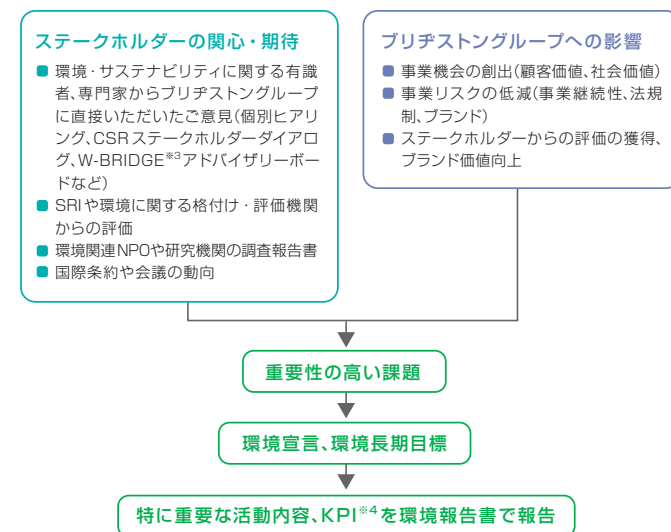 ステークホルダーの関心・期待
■ 環境・サステナビリティに関する有識
者、専門家からブリヂストングループ
に直接いただいたご意見(個別ヒアリ
ング、CSRステークホルダーダイアロ
グ、W-BRIDGE※3アドバイザリーボー
ドなど)
■ SRIや環境に関する格付け・評価機関
からの評価
■ 環境関連NPOや研究機関の調査報告書
■ 国際条約や会議の動向
ブリヂストングループへの影響
■ 事業機会の創出(顧客価値、社会価値)
■ 事業リスクの低減(事業継続性、法規
制、ブランド)
■ ステークホルダーからの評価の獲得、
ブランド価値向上
重要性の高い課題
環境宣言、環境長期目標
特に重要な活動内容、KPI※4を環境報告書で報告